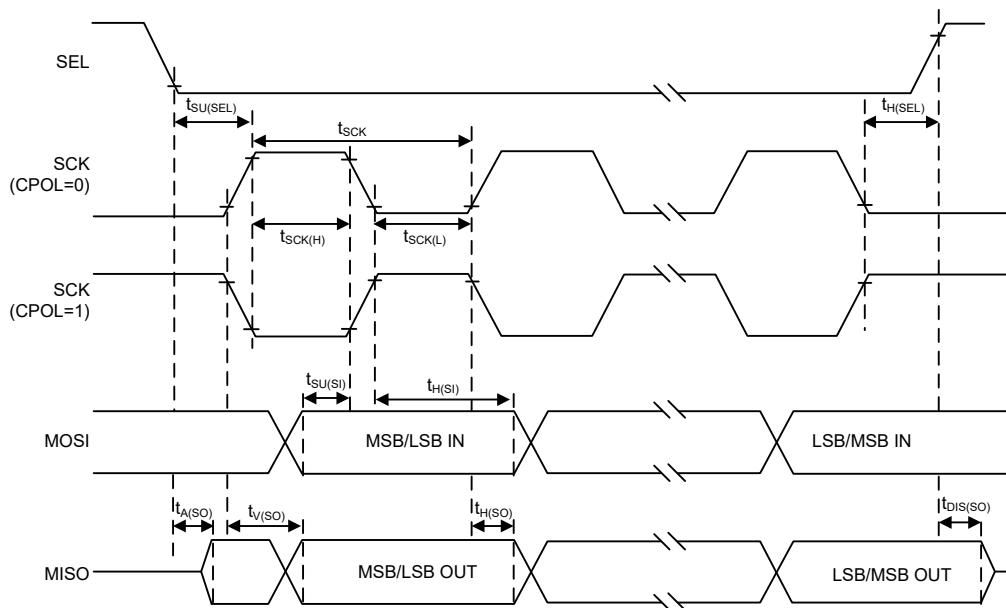 SEL
tSU(SEL)
tH(SEL)
tSCK
SCK
(CPOL=0)
tSCK(H)
tSCK(L)
SCK
(CPOL=1)
tSU(SI)
tH(SI)
MOSI
MSB/LSB IN
LSB/MSB IN
tA(SO)
tV(SO)
tH(SO)
tDIS(SO)
MISO
MSB/LSB OUT
LSB/MSB OUT